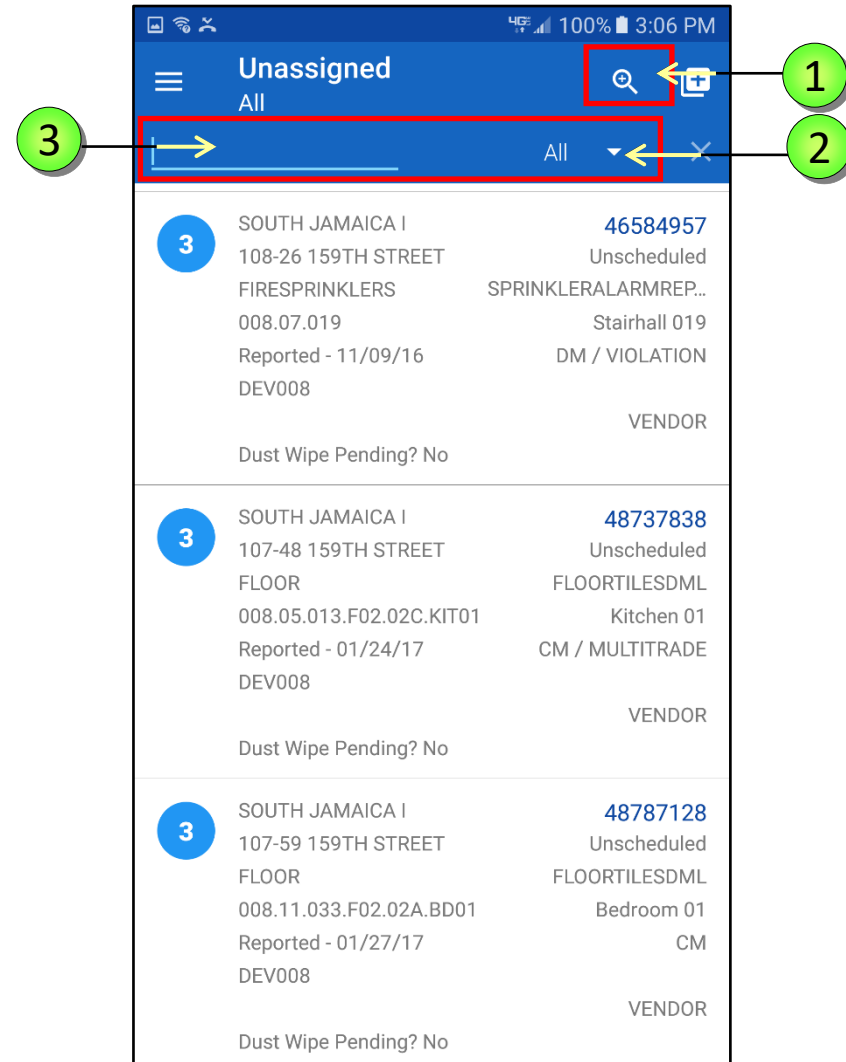 4G LTE 100% 3:06 PM
Unassigned
All
1
3
All
2
3
SOUTH JAMAICA I 46584957
108-26 159TH STREET Unscheduled
FIRESPRINKLERS SPRINKLERALARMREP...
008.07.019 Stairhall 019
Reported - 11/09/16 DM / VIOLATION
DEV008
VENDOR
Dust Wipe Pending? No
3
SOUTH JAMAICA I 48737838
107-48 159TH STREET Unscheduled
FLOOR FLOORTILESDML
008.05.013.F02.02C.KIT01 Kitchen 01
Reported - 01/24/17 CM / MULTITRADE
DEV008
VENDOR
Dust Wipe Pending? No
3
SOUTH JAMAICA I 48787128
107-59 159TH STREET Unscheduled
FLOOR FLOORTILESDML
008.11.033.F02.02A.BD01 Bedroom 01
Reported - 01/27/17 CM
DEV008
VENDOR
Dust Wipe Pending? No